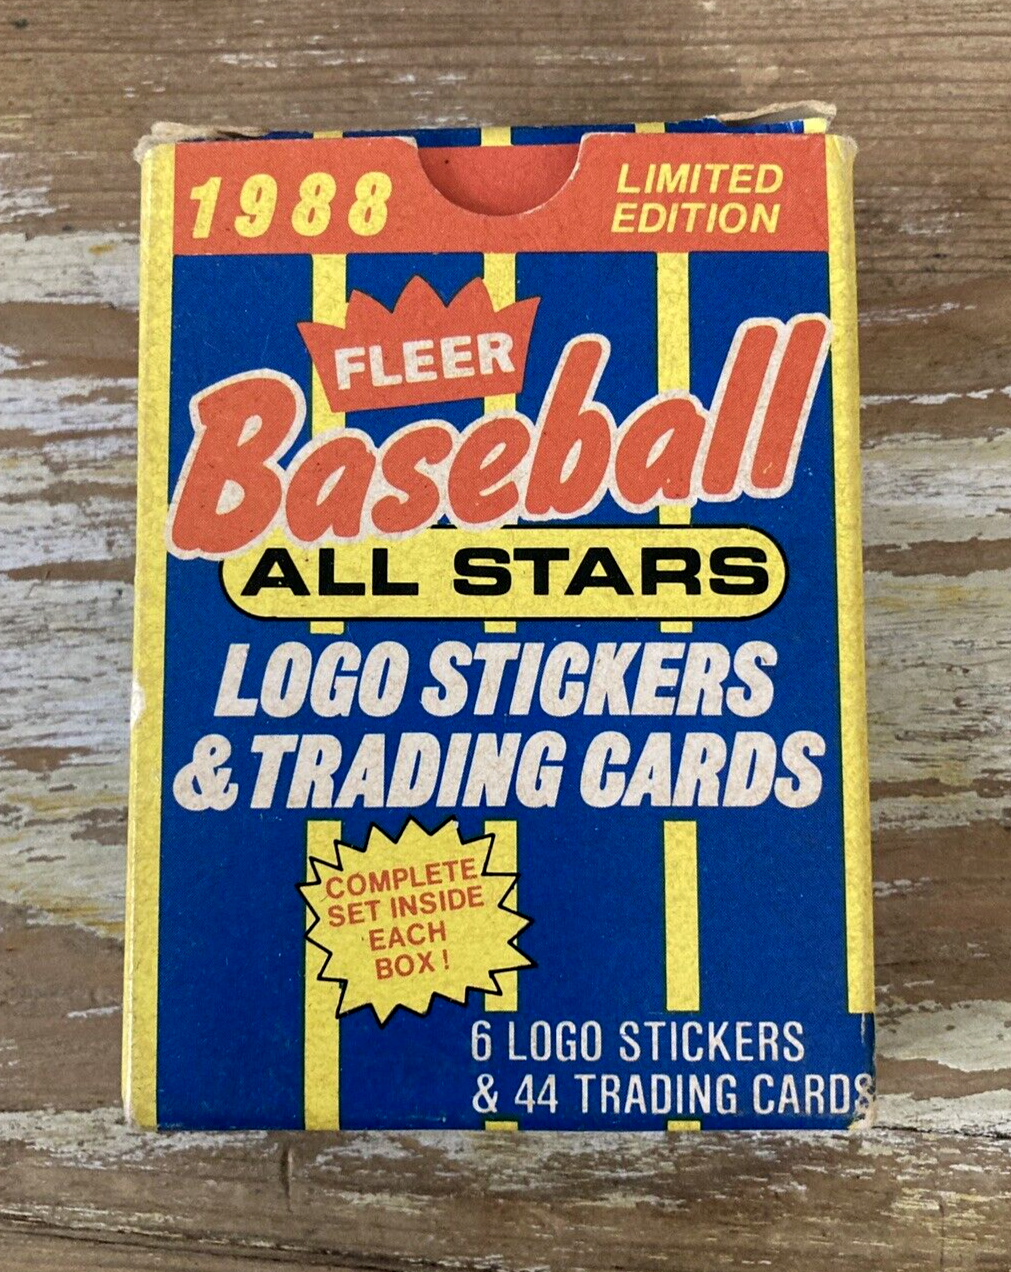 1988
LIMITED
EDITION
FLEER
Baseball
ALL STARS
LOGO STICKERS
& TRADING CARDS
COMPLETE
SET INSIDE
EACH
BOX!
6 LOGO STICKERS
& 44 TRADING CARDS